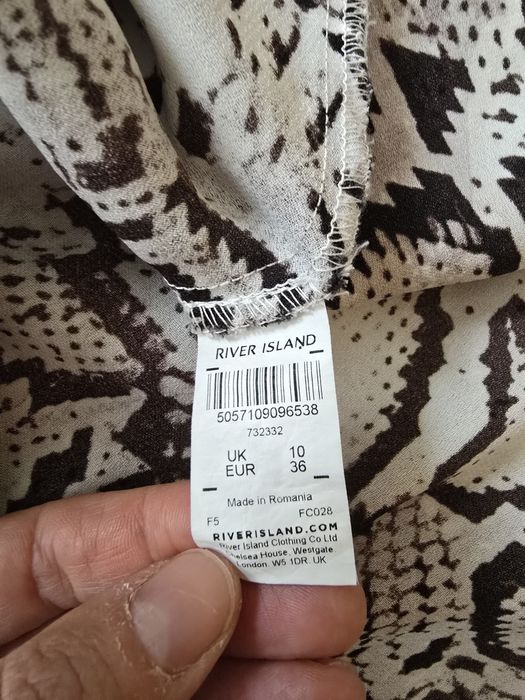 RIVER ISLAND
5057109096538
732332
UK 10
EUR 36
Made in Romania
F5 FC028
RIVERISLAND.COM
River Island Clothing Co Ltd
House, Westgate
London. W5 1DR. UK